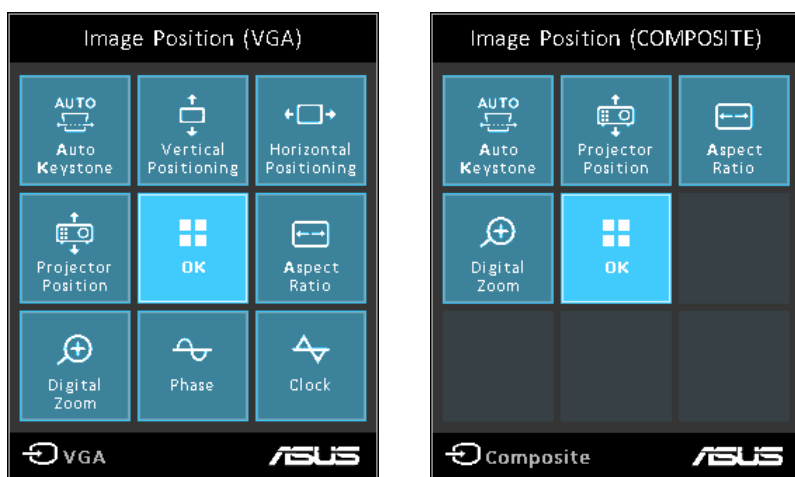 Image Position (VGA)
AUTO
Auto
Keystone
Vertical
Positioning
Horizontal
Positioning
Projector
Position
OK
Aspect
Ratio
Digital
Zoom
Phase
Clock
VGA
ASUS
Image Position (COMPOSITE)
AUTO
Auto
Keystone
Projector
Position
Aspect
Ratio
Digital
Zoom
OK
Composite
ASUS